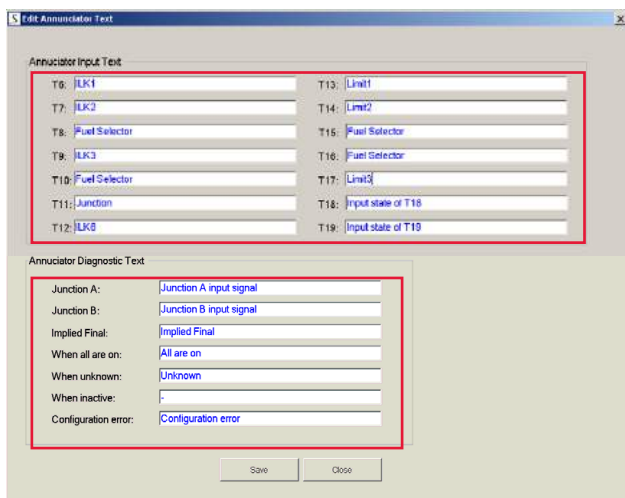 Edit Annunciator Text
Annuciator Input Text
T6: ILK1 T13: Limit1
T7: ILK2 T14: Limit2
T8: Fuel Selector T15: Fuel Selector
T9: ILK3 T16: Fuel Selector
T10: Fuel Selector T17: Limit3
T11: Junction T18: Input state of T18
T12: ILK6 T19: Input state of T19
Annuciator Diagnostic Text
Junction A: Junction A input signal
Junction B: Junction B input signal
Implied Final: Implied Final
When all are on: All are on
When unknown: Unknown
When inactive: -
Configuration error: Configuration error
Save Close